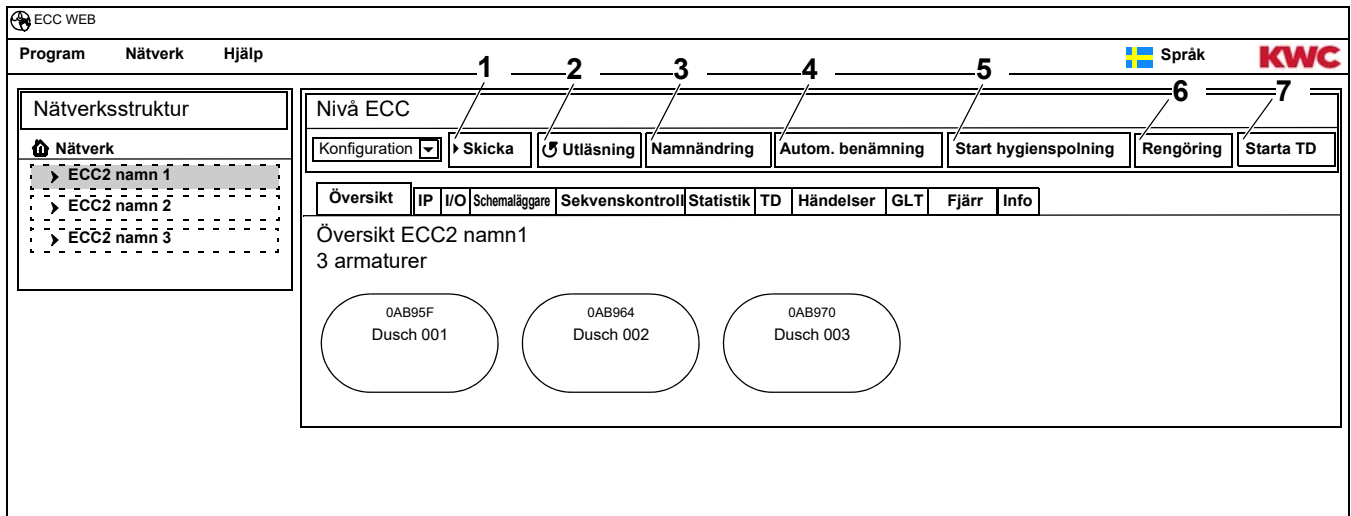 ECC WEB
Program Nätverk Hjälp Språk KWC
1 2 3 4 5 6 7
Nätverksstruktur
Nätverk
ECC2 namn 1
ECC2 namn 2
ECC2 namn 3
Nivå ECC
Konfiguration Skicka Utläsning Namnändring Autom. benämning Start hygienspolning Rengöring Starta TD
Översikt IP I/O Schemaläggare Sekvenskontroll Statistik TD Händelser GLT Fjärr Info
Översikt ECC2 namn1
3 armaturer
0AB95F
Dusch 001
0AB964
Dusch 002
0AB970
Dusch 003